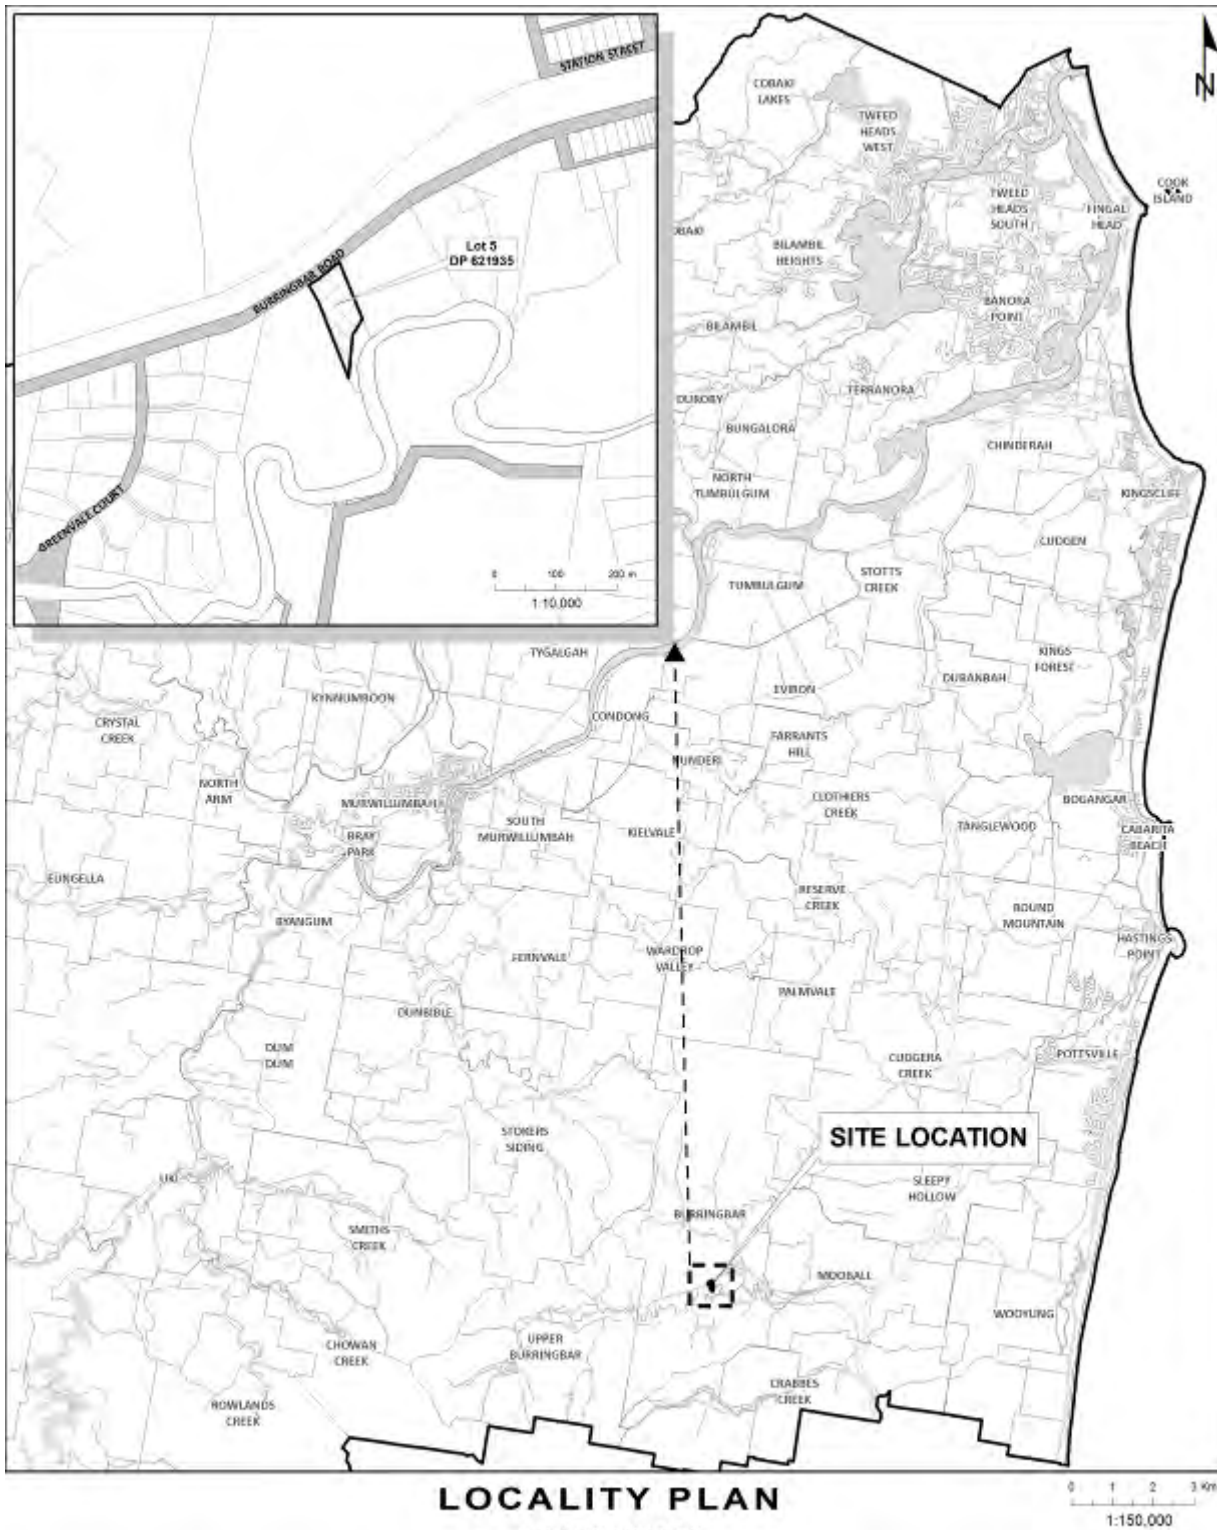 STATION STREET
Lot 5
DP 621935
BURRINGBAR ROAD
GREENVALE COURT
0 100 200 m
1:10,000
N
COBAKI
LAKES
TWEED
HEADS
WEST
COOK
ISLAND
TWEED
HEADS
SOUTH
FINGAL
HEAD
BILAMBIL
HEIGHTS
BANORA
POINT
BILAMBIL
TERRANORA
DUROBY
BUNGALORA
CHINDERAH
NORTH
TUMBULGUM
KINGSCLIFF
CUDGEN
STOTTS
CREEK
TUMBULGUM
KINGS
FOREST
TYGALGAH
DURANBAH
EVIRON
KYNNUMBOON
CRYSTAL
CREEK
CONDONG
FARRANTS
HILL
NUNDERI
NORTH
ARM
MURWILLUMBAH
BRAY
PARK
SOUTH
MURWILLUMBAH
KIELVALE
CLOTHIERS
CREEK
TANGLEWOOD
BOGANGAR
CABARITA
BEACH
EUNGELLA
BYANGUM
RESERVE
CREEK
ROUND
MOUNTAIN
HASTINGS
POINT
FERNVALE
WARDROP
VALLEY
PALMVALE
DUNBIBLE
DUM
DUM
CUDGERA
CREEK
POTTSVILLE
STOKERS
SIDING
SITE LOCATION
UKI
SLEEPY
HOLLOW
SMITHS
CREEK
BURRINGBAR
MOOBALL
WOOYUNG
CHOWAN
CREEK
UPPER
BURRINGBAR
CRABBES
CREEK
ROWLANDS
CREEK
LOCALITY PLAN
0 1 2 3 Km
1:150,000